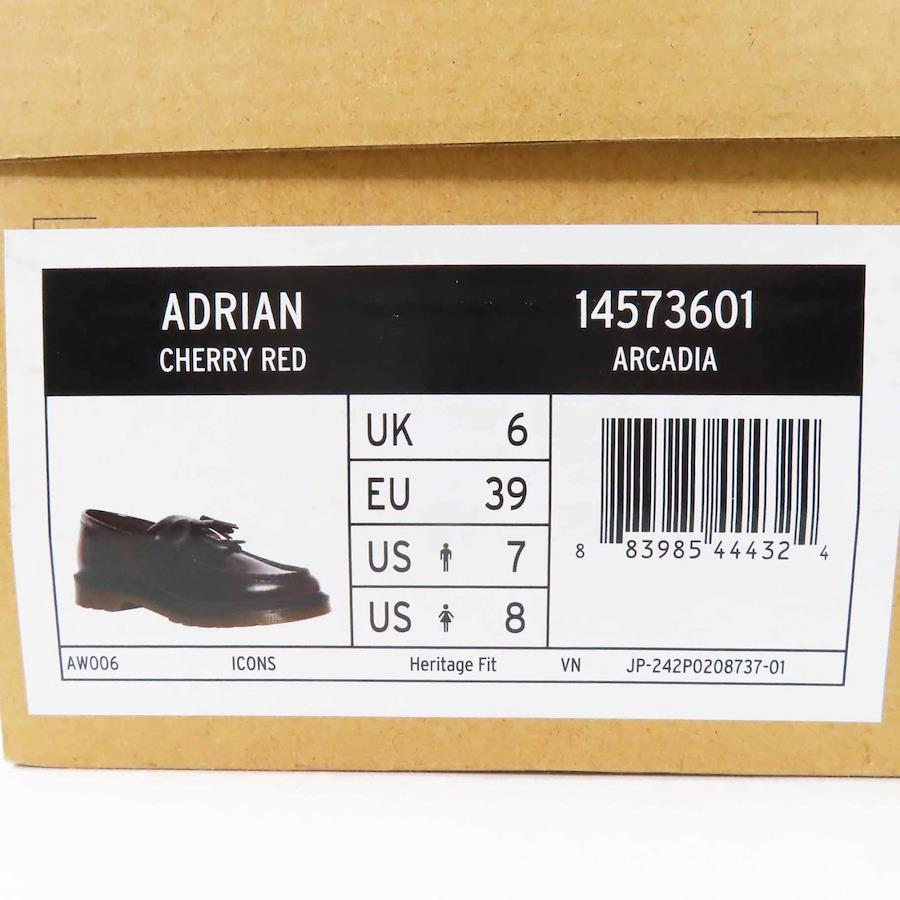 ADRIAN
CHERRY RED
14573601
ARCADIA
UK 6
EU 39
US 7
US 8
8 83985 44432 4
AW006 ICONS Heritage Fit VN JP-242P0208737-01